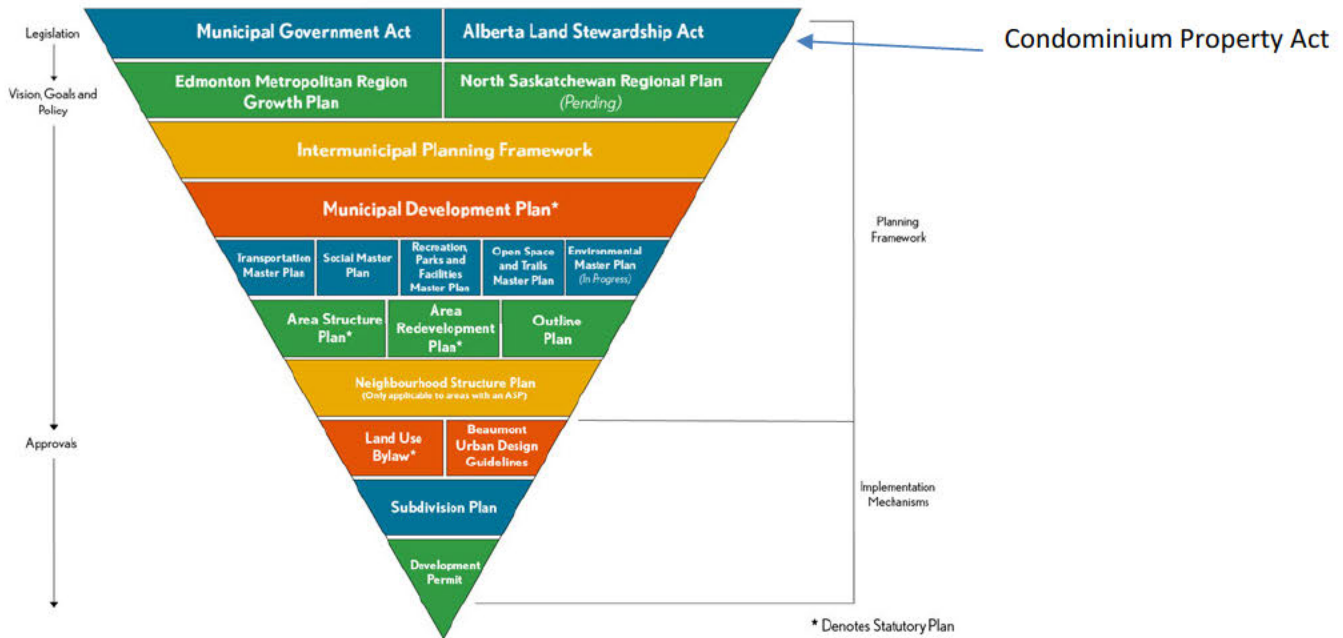 Legislation
Municipal Government Act
Alberta Land Stewardship Act
Condominium Property Act
Vision, Goals and
Policy
Edmonton Metropolitan Region
Growth Plan
North Saskatchewan Regional Plan
(Pending)
Intermunicipal Planning Framework
Municipal Development Plan*
Transportation
Master Plan
Social Master
Plan
Recreation,
Parks and
Facilities
Master Plan
Open Space
and Trails
Master Plan
Environmental
Master Plan
(In Progress)
Planning
Framework
Area Structure
Plan*
Area
Redevelopment
Plan*
Outline
Plan
Neighbourhood Structure Plan
(Only applicable to areas with an ASP)
Approvals
Land Use
Bylaw*
Beaumont
Urban Design
Guidelines
Implementation
Mechanisms
Subdivision Plan
Development
Permit
* Denotes Statutory Plan